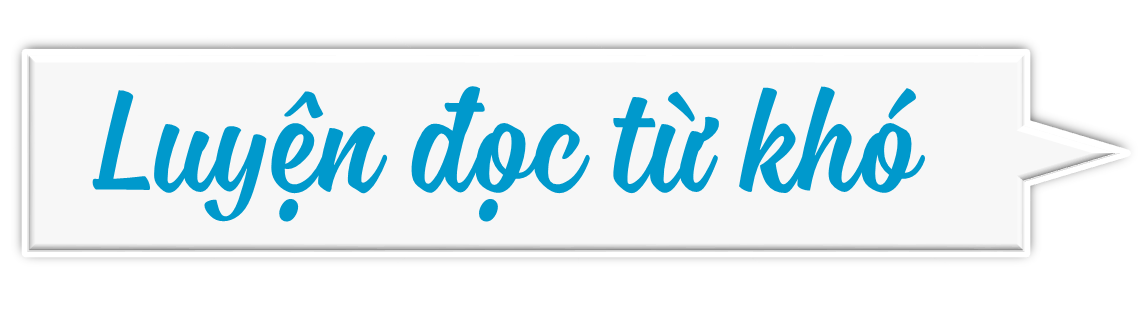 Luyện đọc từ khó